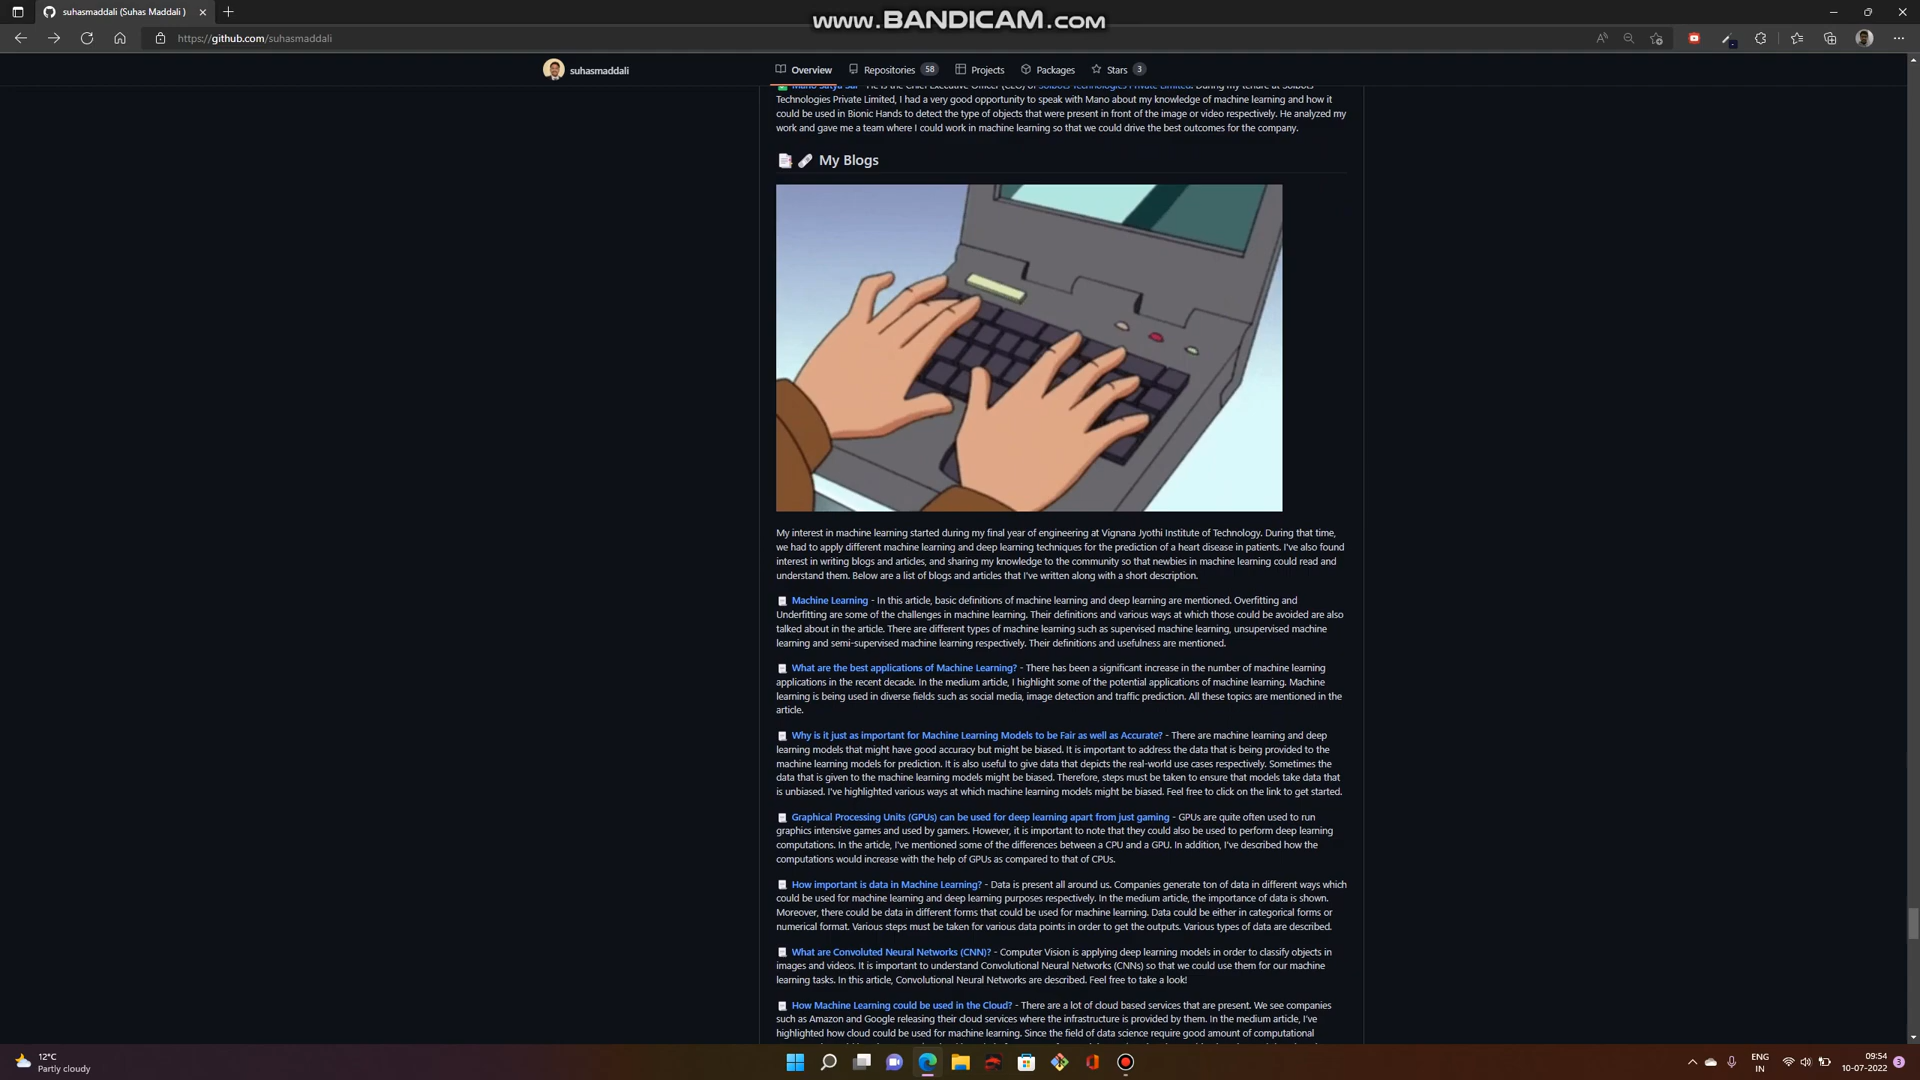 suhasmaddali (Suhas Maddali )
www.BANDICAM.com
https://github.com/suhasmaddali
suhasmaddali
Overview
Repositories 58
Projects
Packages
Stars 3
Mano Satya Sai - He is the Chief Executive Officer (CEO) of Solbots Technologies Private Limited. During my tenure at Solbots
Technologies Private Limited, I had a very good opportunity to speak with Mano about my knowledge of machine learning and how it
could be used in Bionic Hands to detect the type of objects that were present in front of the image or video respectively. He analyzed my
work and gave me a team where I could work in machine learning so that we could drive the best outcomes for the company.
My Blogs
My interest in machine learning started during my final year of engineering at Vignana Jyothi Institute of Technology. During that time,
we had to apply different machine learning and deep learning techniques for the prediction of a heart disease in patients. I've also found
interest in writing blogs and articles, and sharing my knowledge to the community so that newbies in machine learning could read and
understand them. Below are a list of blogs and articles that I've written along with a short description.
Machine Learning - In this article, basic definitions of machine learning and deep learning are mentioned. Overfitting and
Underfitting are some of the challenges in machine learning. Their definitions and various ways at which those could be avoided are also
talked about in the article. There are different types of machine learning such as supervised machine learning, unsupervised machine
learning and semi-supervised machine learning respectively. Their definitions and usefulness are mentioned.
What are the best applications of Machine Learning? - There has been a significant increase in the number of machine learning
applications in the recent decade. In the medium article, I highlight some of the potential applications of machine learning. Machine
learning is being used in diverse fields such as social media, image detection and traffic prediction. All these topics are mentioned in the
article.
Why is it just as important for Machine Learning Models to be Fair as well as Accurate? - There are machine learning and deep
learning models that might have good accuracy but might be biased. It is important to address the data that is being provided to the
machine learning models for prediction. It is also useful to give data that depicts the real-world use cases respectively. Sometimes the
data that is given to the machine learning models might be biased. Therefore, steps must be taken to ensure that models take data that
is unbiased. I've highlighted various ways at which machine learning models might be biased. Feel free to click on the link to get started.
Graphical Processing Units (GPUs) can be used for deep learning apart from just gaming - GPUs are quite often used to run
graphics intensive games and used by gamers. However, it is important to note that they could also be used to perform deep learning
computations. In the article, I've mentioned some of the differences between a CPU and a GPU. In addition, I've described how the
computations would increase with the help of GPUs as compared to that of CPUs.
How important is data in Machine Learning? - Data is present all around us. Companies generate ton of data in different ways which
could be used for machine learning and deep learning purposes respectively. In the medium article, the importance of data is shown.
Moreover, there could be data in different forms that could be used for machine learning. Data could be either in categorical forms or
numerical format. Various steps must be taken for various data points in order to get the outputs. Various types of data are described.
What are Convoluted Neural Networks (CNN)? - Computer Vision is applying deep learning models in order to classify objects in
images and videos. It is important to understand Convolutional Neural Networks (CNNs) so that we could use them for our machine
learning tasks. In this article, Convolutional Neural Networks are described. Feel free to take a look!
How Machine Learning could be used in the Cloud? - There are a lot of cloud based services that are present. We see companies
such as Amazon and Google releasing their cloud services where the infrastructure is provided by them. In the medium article, I've
highlighted how cloud could be used for machine learning. Since the field of data science require good amount of computational
12°C
Partly cloudy
ENG
IN
09:54
10-07-2022
3